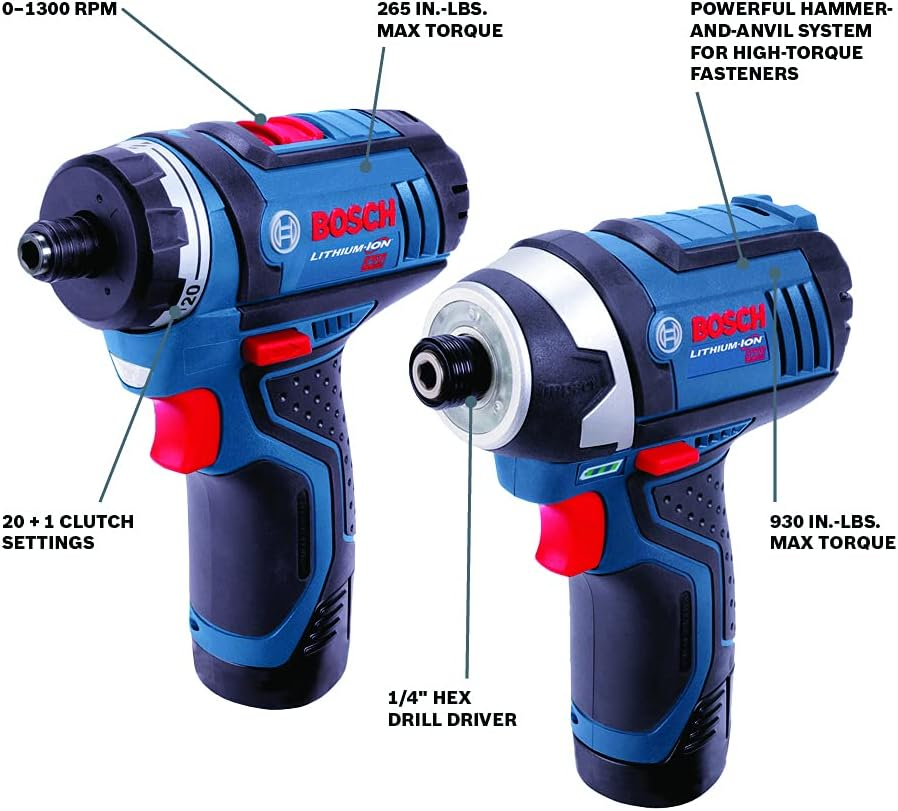 0–1300 RPM
265 IN.-LBS.
MAX TORQUE
POWERFUL HAMMER-
AND-ANVIL SYSTEM
FOR HIGH-TORQUE
FASTENERS
BOSCH
LITHIUM-ION
20
BOSCH
LITHIUM-ION
20 + 1 CLUTCH
SETTINGS
930 IN.-LBS.
MAX TORQUE
1/4" HEX
DRILL DRIVER